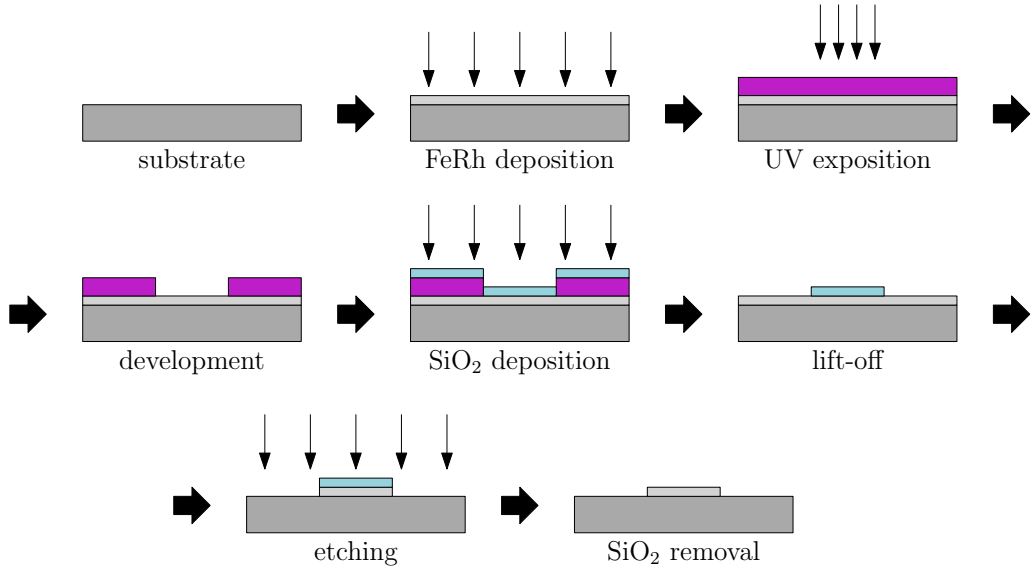 substrate
FeRh deposition
UV exposition
development
SiO₂ deposition
lift-off
etching
SiO₂ removal